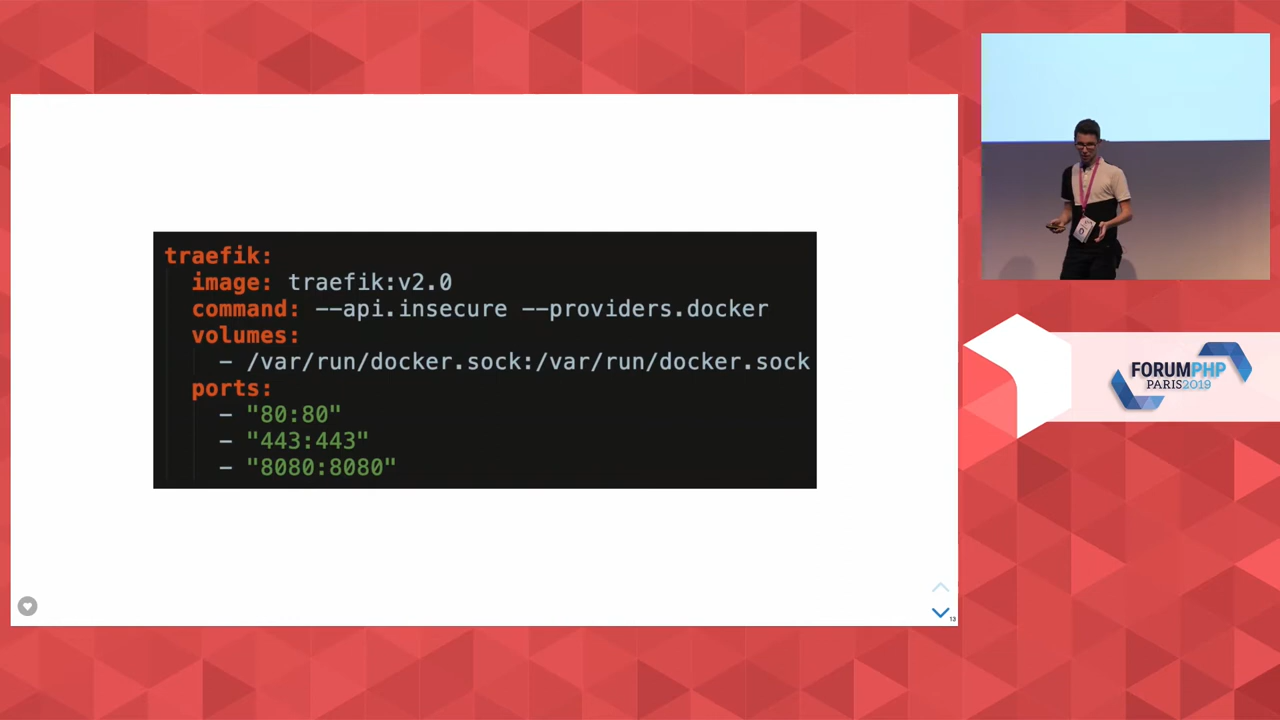 traefik:
image: traefik:v2.0
command: --api.insecure --providers.docker
volumes:
- /var/run/docker.sock:/var/run/docker.sock
ports:
- "80:80"
- "443:443"
- "8080:8080"
13
FORUMPHP
PARIS2019